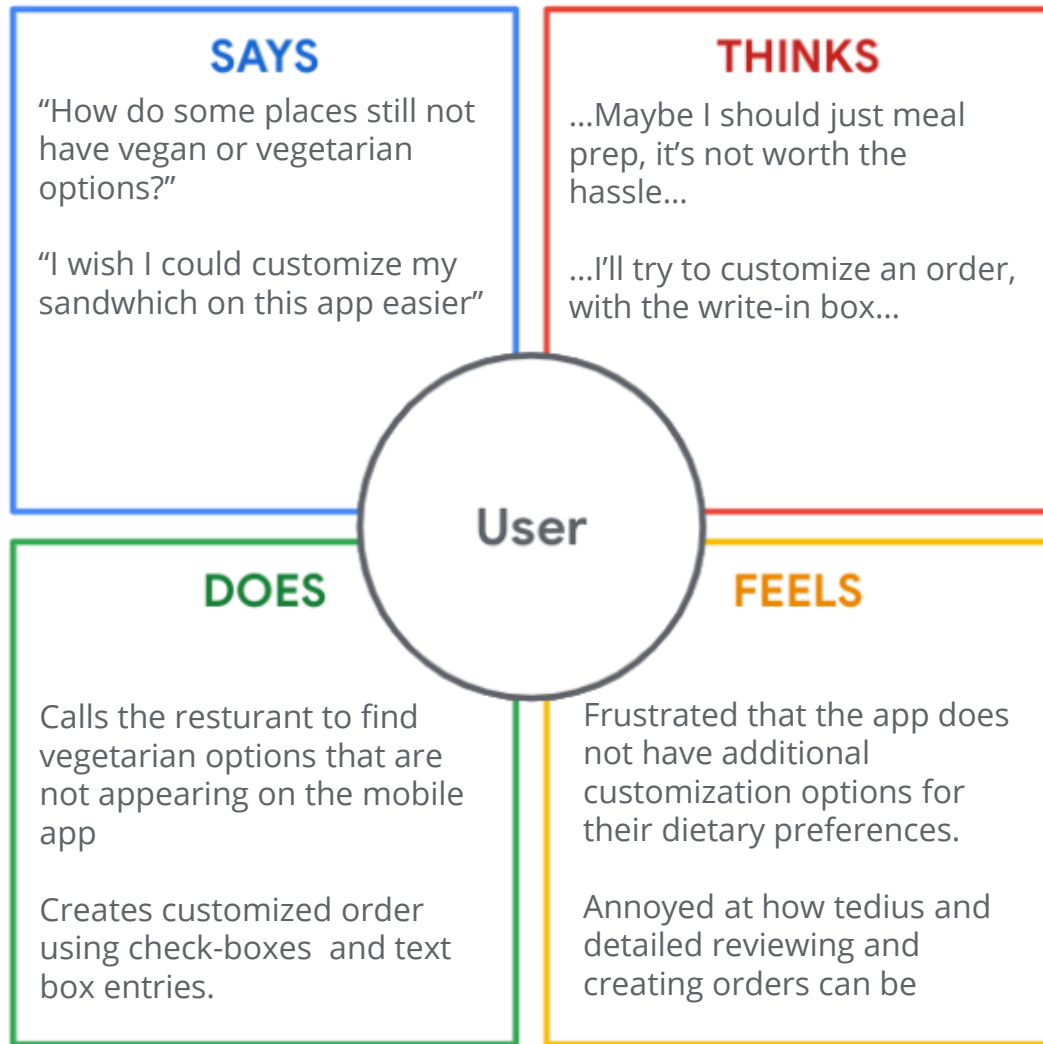 SAYS
“How do some places still not
have vegan or vegetarian
options?”
“I wish I could customize my
sandwhich on this app easier”
THINKS
...Maybe I should just meal
prep, it’s not worth the
hassle...
...I’ll try to customize an order,
with the write-in box...
User
DOES
Calls the resturant to find
vegetarian options that are
not appearing on the mobile
app
Creates customized order
using check-boxes  and text
box entries.
FEELS
Frustrated that the app does
not have additional
customization options for
their dietary preferences.
Annoyed at how tedius and
detailed reviewing and
creating orders can be